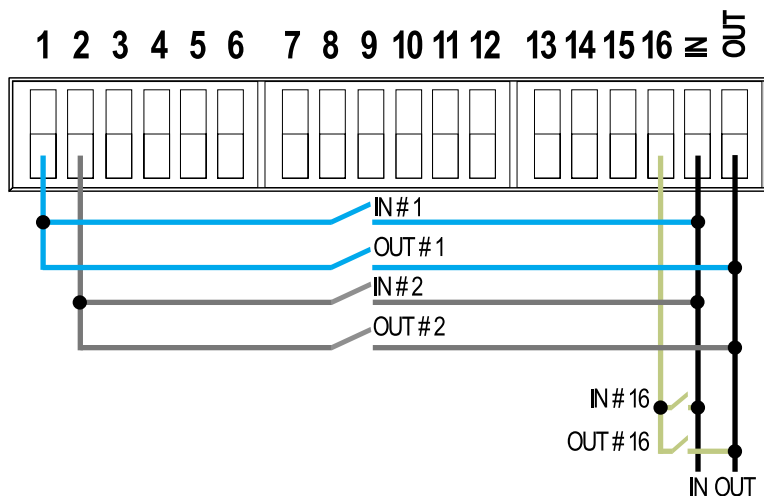 1 2 3 4 5 6 7 8 9 10 11 12 13 14 15 16 IN OUT
IN # 1
OUT # 1
IN # 2
OUT # 2
IN # 16
OUT # 16
IN OUT